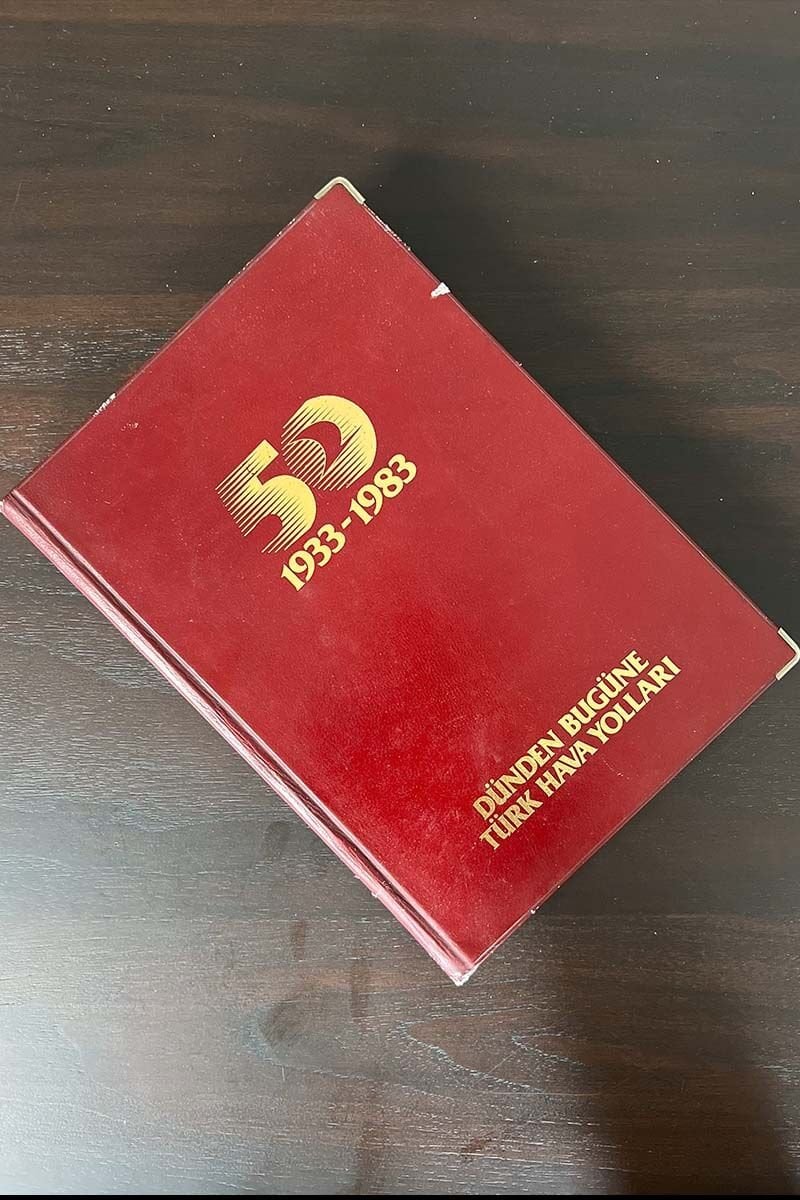 50
1933-1983
DÜNDEN BUGÜNE
TÜRK HAVA YOLLARI